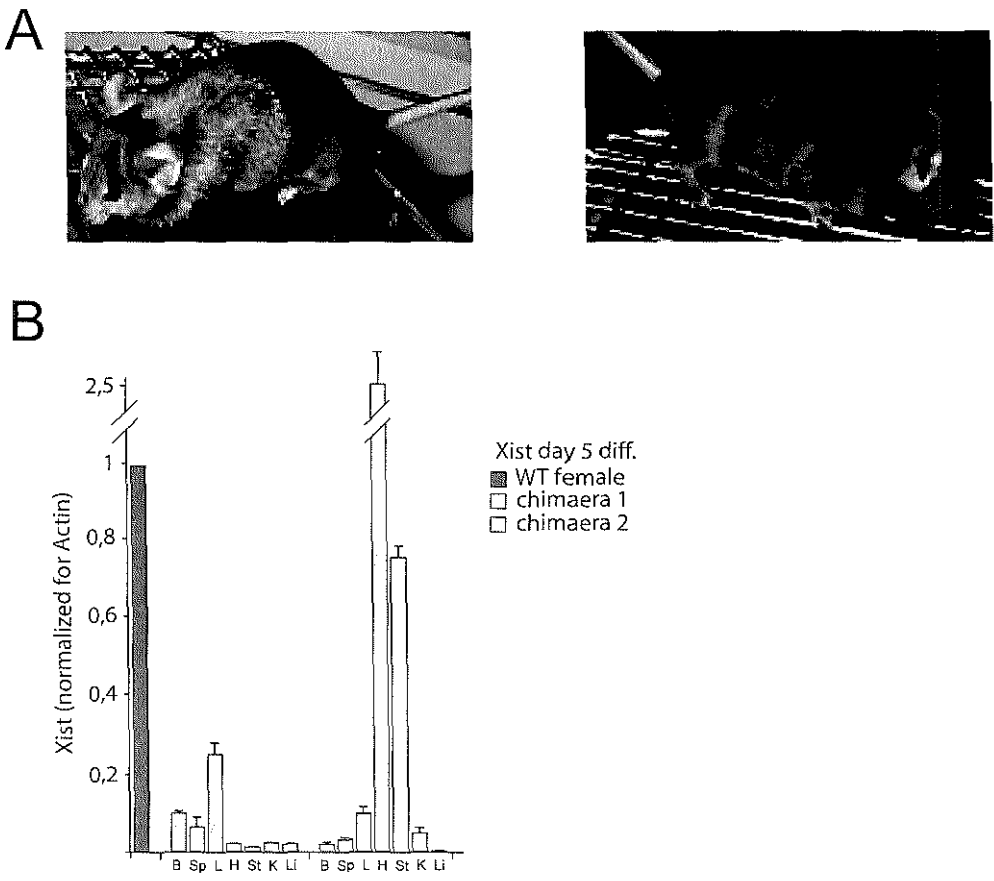 A
B
2,5
1
0,8
0,6
0,4
0,2
Xist (normalized for Actin)
Xist day 5 diff.
WT female
chimaera 1
chimaera 2
B Sp L H St K Li B Sp L H St K Li